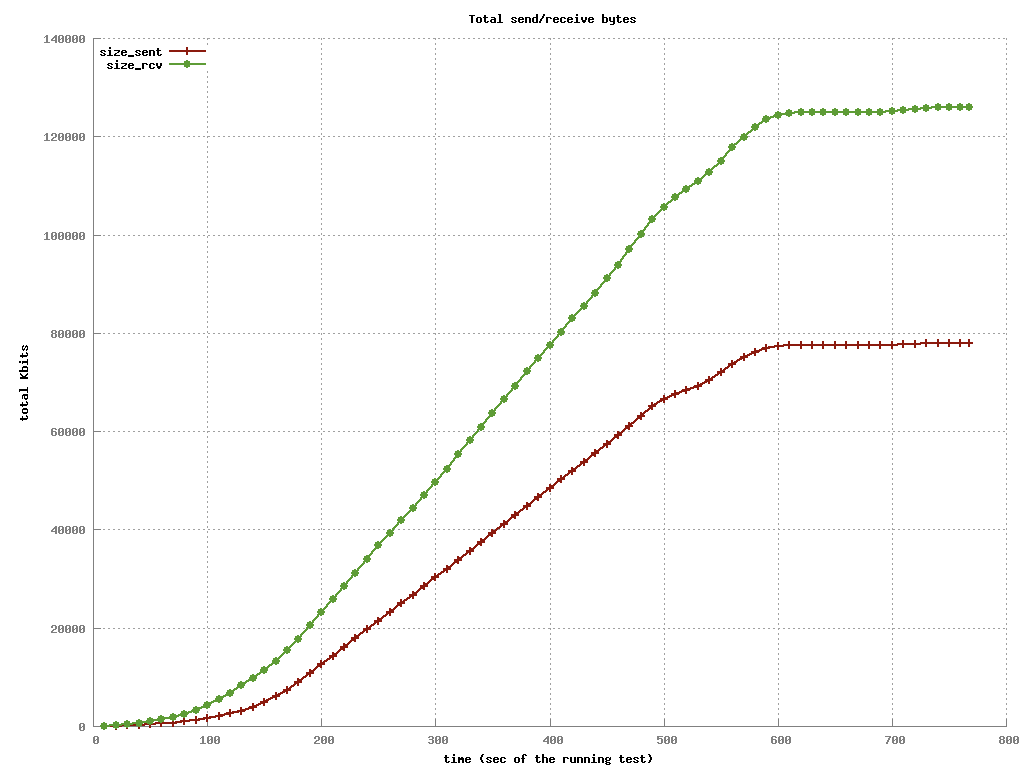 Total send/receive bytes
140000
size_sent
size_rcv
120000
100000
80000
total Kbits
60000
40000
20000
0
0 100 200 300 400 500 600 700 800
time (sec of the running test)